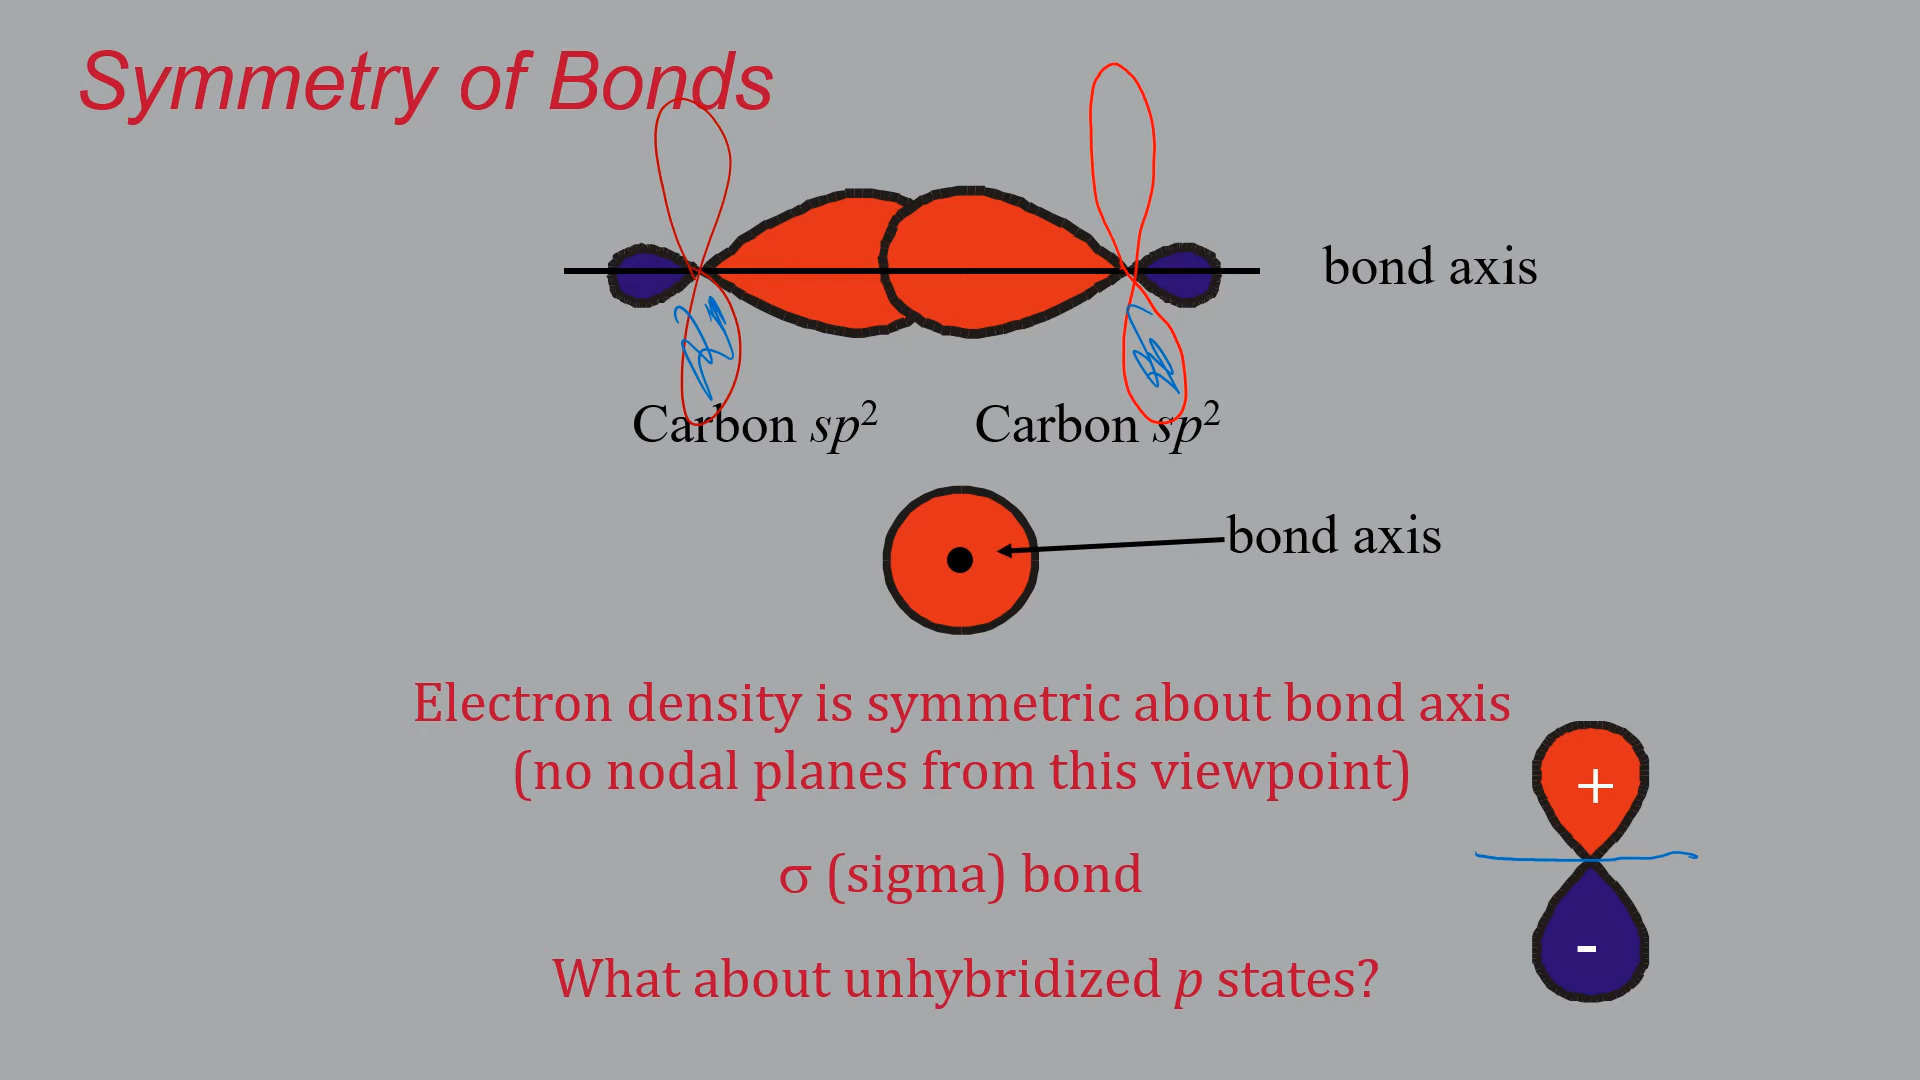 Symmetry of Bonds
bond axis
Carbon sp²
Carbon sp²
bond axis
Electron density is symmetric about bond axis
(no nodal planes from this viewpoint)
+
σ (sigma) bond
-
What about unhybridized p states?